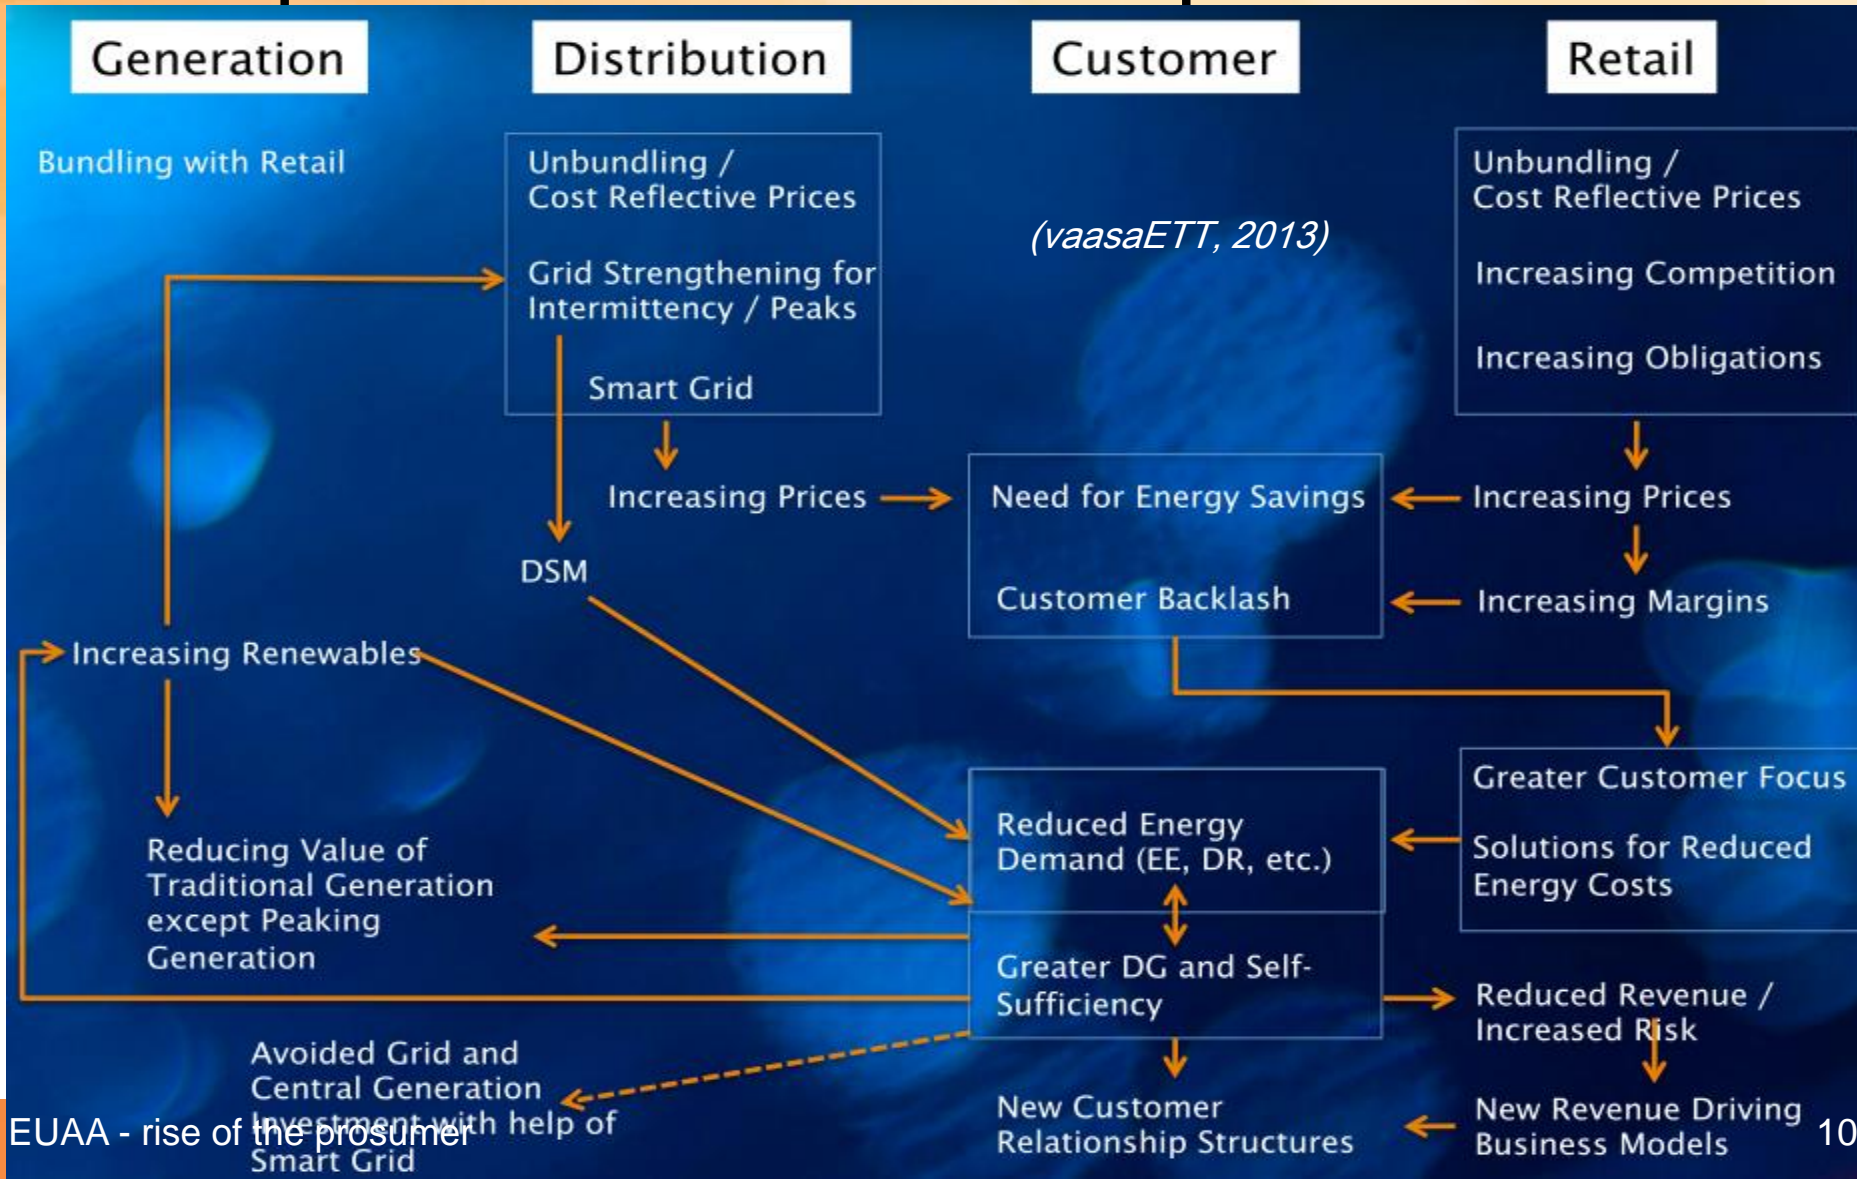 Generation
Distribution
Customer
Retail
Bundling with Retail
Unbundling /
Cost Reflective Prices
Grid Strengthening for
Intermittency / Peaks
Smart Grid
Increasing Prices
DSM
Increasing Renewables
Reducing Value of
Traditional Generation
except Peaking
Generation
Avoided Grid and
Central Generation
Investment with help of
Smart Grid
(vaasaETT, 2013)
Need for Energy Savings
Customer Backlash
Reduced Energy
Demand (EE, DR, etc.)
Greater DG and Self-
Sufficiency
New Customer
Relationship Structures
Unbundling /
Cost Reflective Prices
Increasing Competition
Increasing Obligations
Increasing Prices
Increasing Margins
Greater Customer Focus
Solutions for Reduced
Energy Costs
Reduced Revenue /
Increased Risk
New Revenue Driving
Business Models
EUAA - rise of the prosumer
10